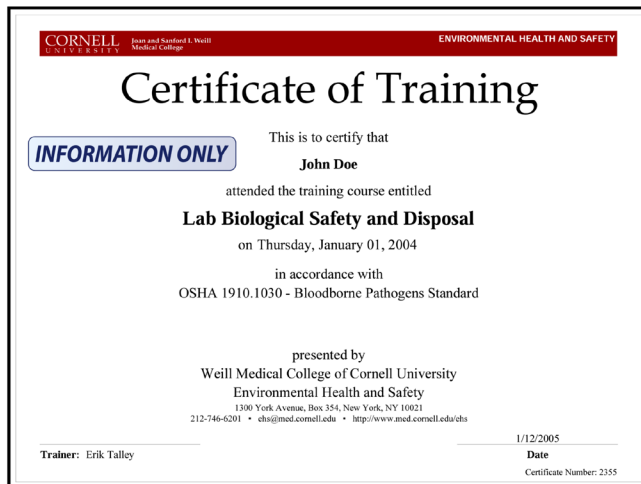 CORNELL
UNIVERSITY
Joan and Sanford I. Weill
Medical College
ENVIRONMENTAL HEALTH AND SAFETY
Certificate of Training
This is to certify that
INFORMATION ONLY
John Doe
attended the training course entitled
Lab Biological Safety and Disposal
on Thursday, January 01, 2004
in accordance with
OSHA 1910.1030 - Bloodborne Pathogens Standard
presented by
Weill Medical College of Cornell University
Environmental Health and Safety
1300 York Avenue, Box 354, New York, NY 10021
212-746-6201 • ehs@med.cornell.edu • http://www.med.cornell.edu/ehs
1/12/2005
Trainer: Erik Talley
Date
Certificate Number: 2355